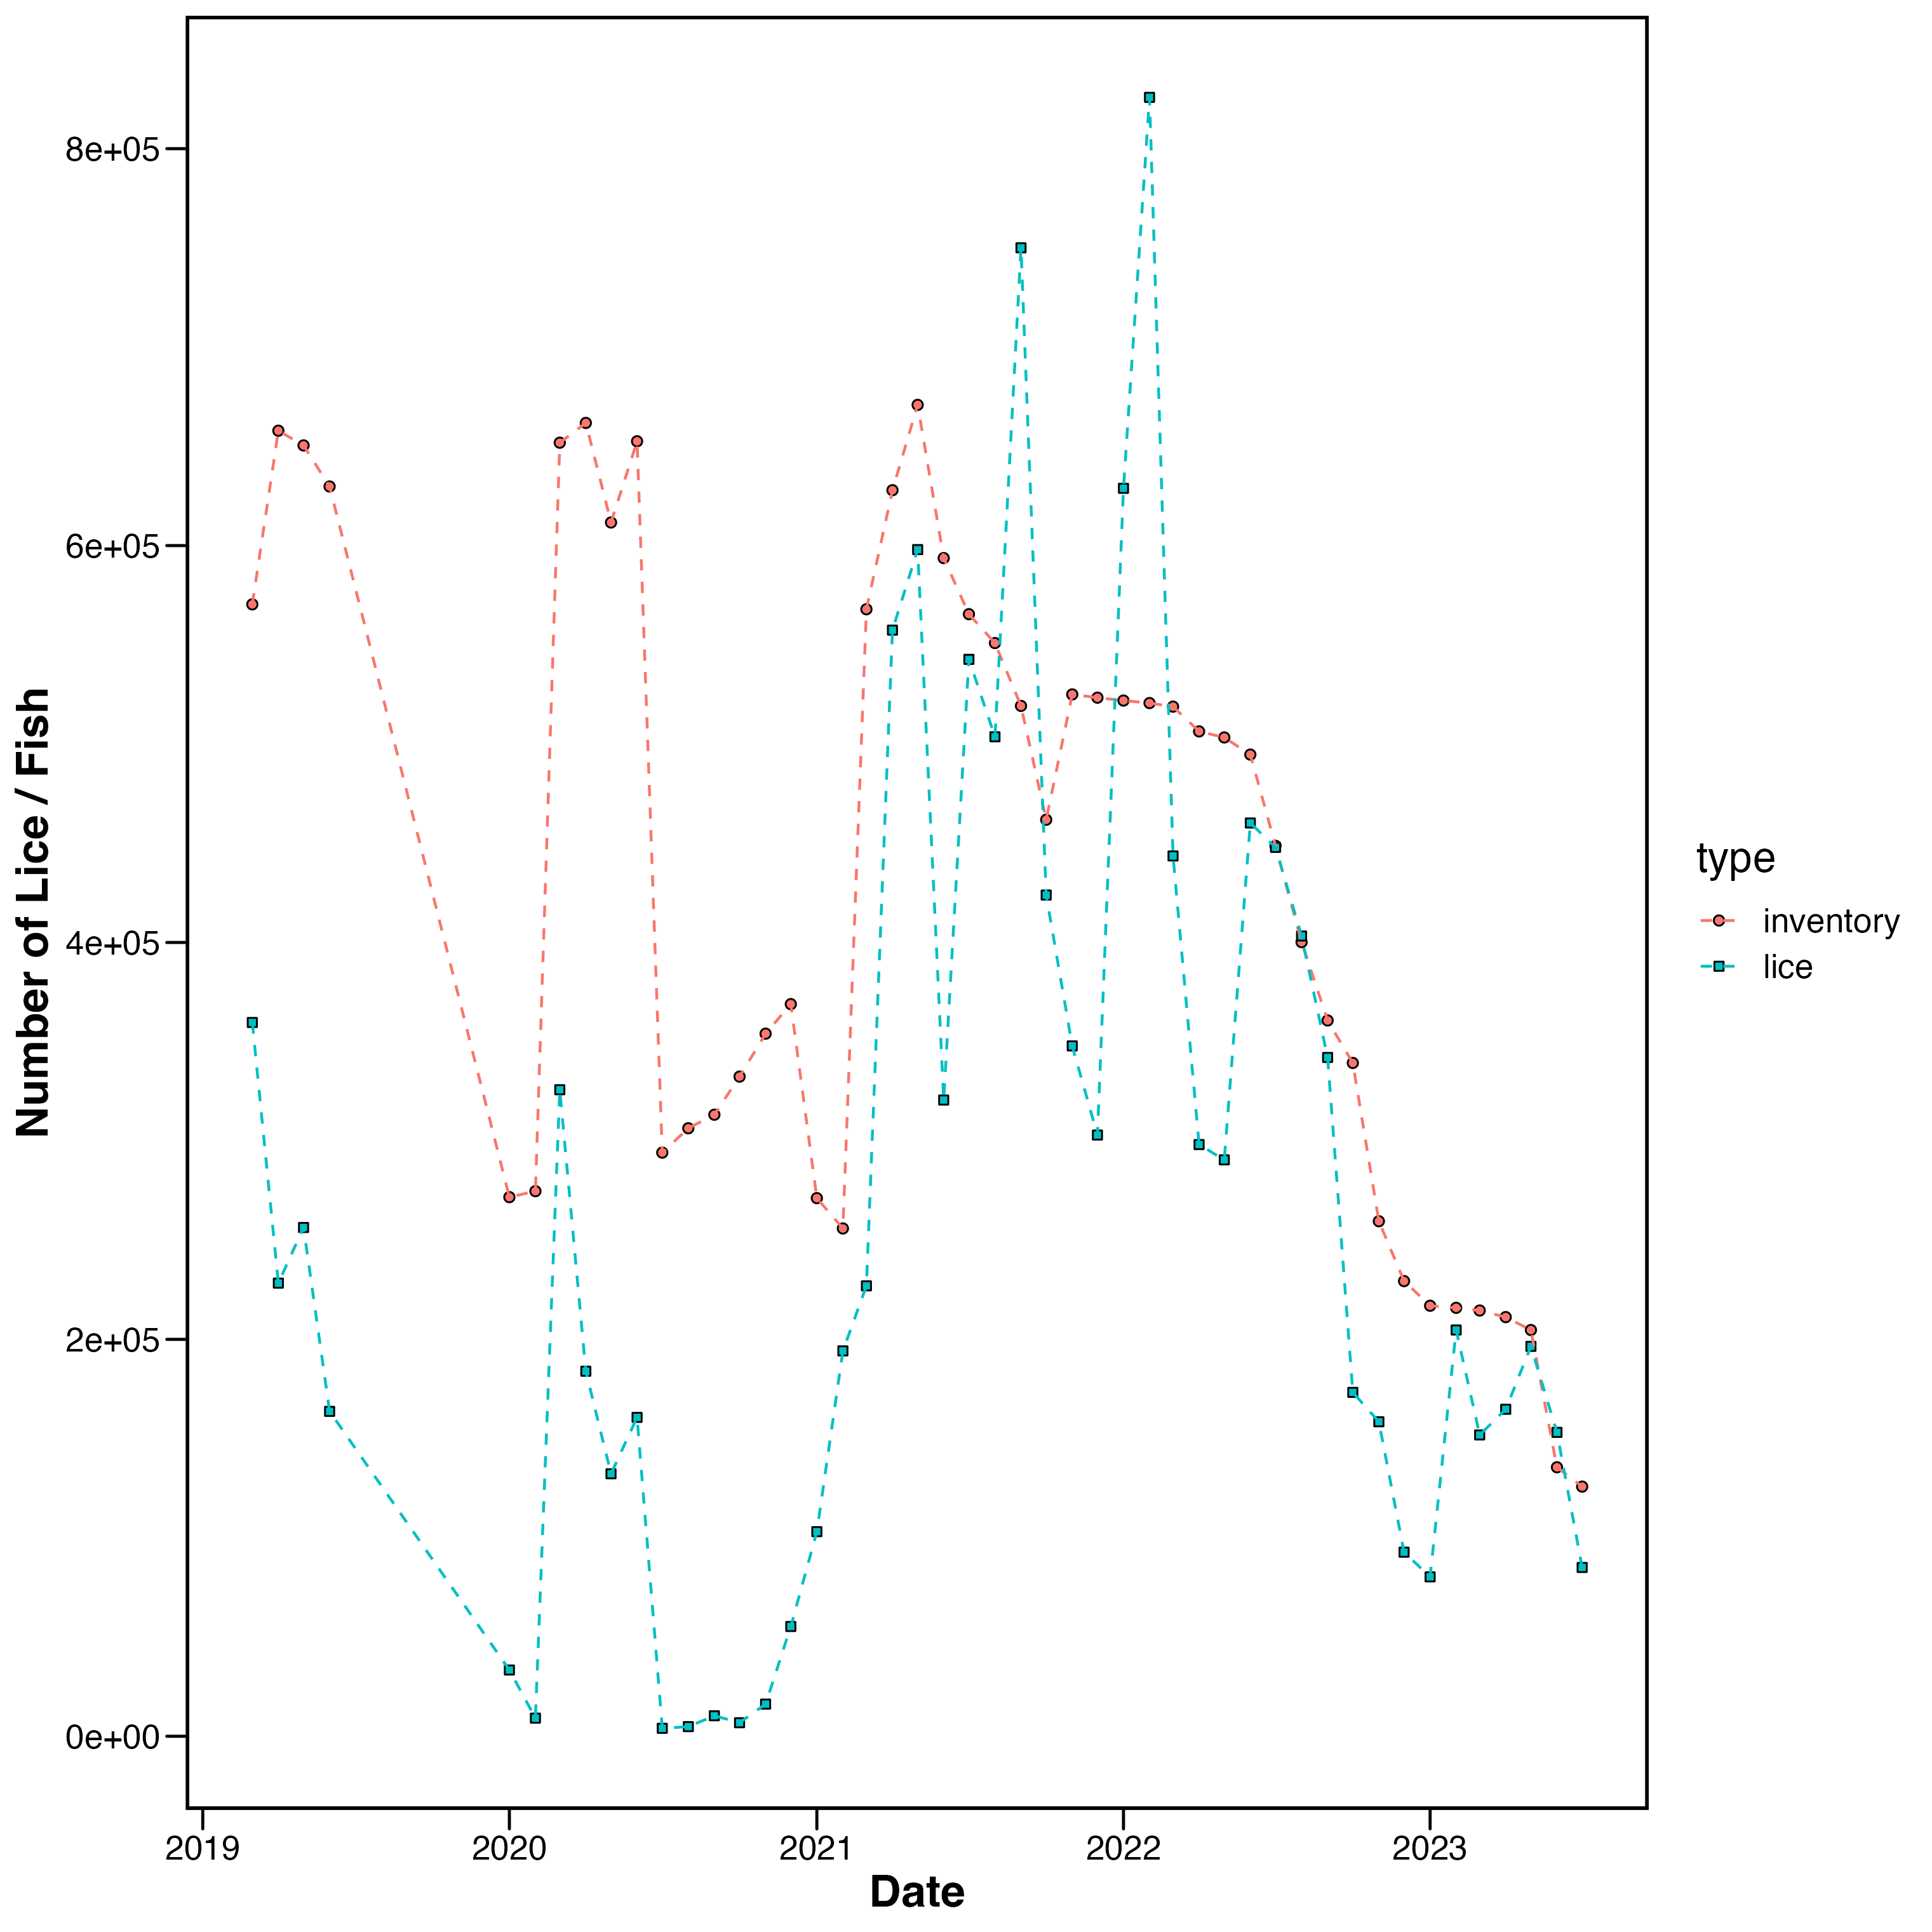 Number of Lice / Fish
8e+05
6e+05
4e+05
2e+05
0e+00
2019
2020
2021
2022
2023
Date
type
inventory
lice